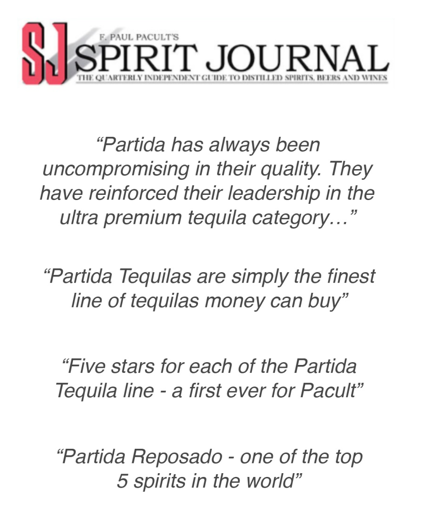 F. PAUL PACULT'S
SJ SPIRIT JOURNAL
THE QUARTERLY INDEPENDENT GUIDE TO DISTILLED SPIRITS, BEERS AND WINES
“Partida has always been
uncompromising in their quality. They
have reinforced their leadership in the
ultra premium tequila category…”
“Partida Tequilas are simply the finest
line of tequilas money can buy”
“Five stars for each of the Partida
Tequila line - a first ever for Pacult”
“Partida Reposado - one of the top
5 spirits in the world”